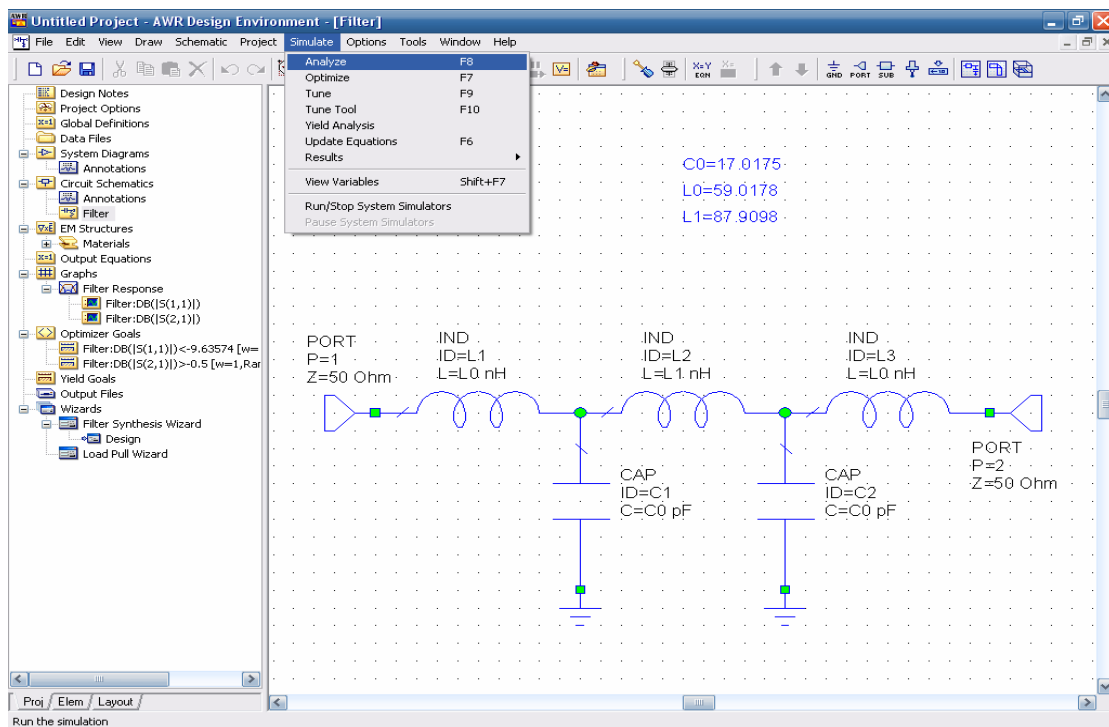 Untitled Project - AWR Design Environment - [Filter]
File Edit View Draw Schematic Project Simulate Options Tools Window Help
X=Y
EQN
GND PORT SUB
Analyze F8
Optimize F7
Tune F9
Tune Tool F10
Yield Analysis
Update Equations F6
Results
View Variables Shift+F7
Run/Stop System Simulators
Pause System Simulators
Design Notes
Project Options
Global Definitions
Data Files
System Diagrams
Annotations
Circuit Schematics
Annotations
Filter
EM Structures
Materials
Output Equations
Graphs
Filter Response
Filter:DB(|S(1,1)|)
Filter:DB(|S(2,1)|)
Optimizer Goals
Filter:DB(|S(1,1)|)<-9.63574 [w=
Filter:DB(|S(2,1)|)>-0.5 [w=1,Rar
Yield Goals
Output Files
Wizards
Filter Synthesis Wizard
Design
Load Pull Wizard
C0=17.0175
L0=59.0178
L1=87.9098
PORT
P=1
Z=50 Ohm
IND
ID=L1
L=L0 nH
IND
ID=L2
L=L1 nH
IND
ID=L3
L=L0 nH
CAP
ID=C1
C=C0 pF
CAP
ID=C2
C=C0 pF
PORT
P=2
Z=50 Ohm
Proj Elem Layout
Run the simulation